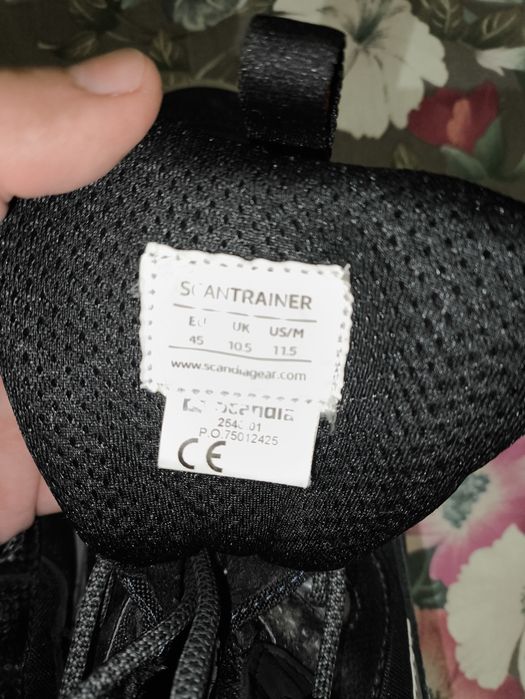 SCANTRAINER
EU UK US/M
45 10.5 11.5
www.scandiagear.com
scandia
P.O.75012425
CE